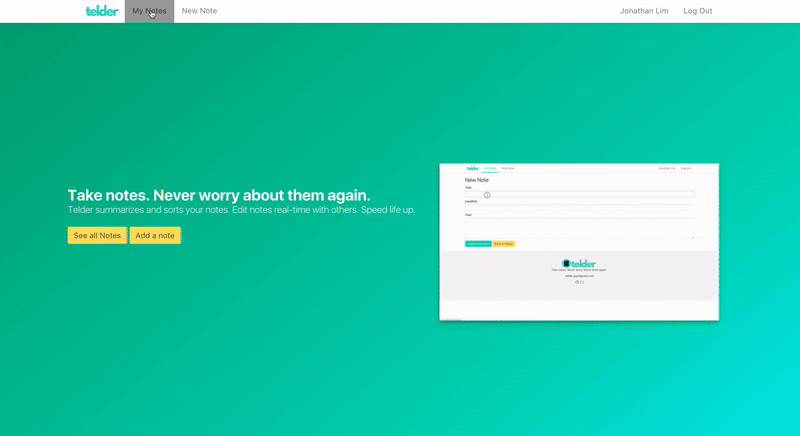 telder My Notes New Note Jonathan Lim Log Out
Take notes. Never worry about them again.
Telder summarizes and sorts your notes. Edit notes real-time with others. Speed life up.
See all Notes Add a note
telder My Notes New Note Jonathan Lim Log Out
New Note
Title
Location
Text
telder
Take notes. Never worry about them again.